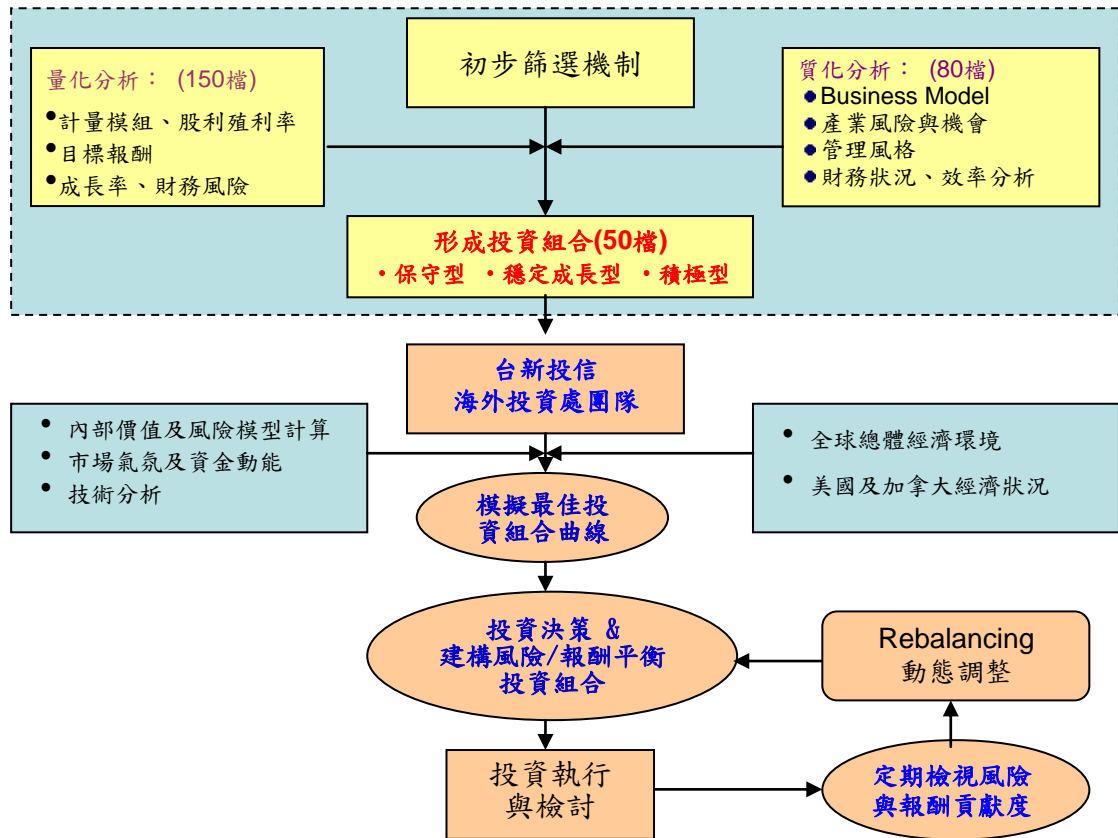 初步篩選機制
量化分析： (150檔)
•計量模組、股利殖利率
•目標報酬
•成長率、財務風險
質化分析： (80檔)
•Business Model
•產業風險與機會
•管理風格
•財務狀況、效率分析
形成投資組合(50檔)
・保守型 ・穩定成長型 ・積極型
台新投信
海外投資處團隊
• 內部價值及風險模型計算
• 市場氣氛及資金動能
• 技術分析
• 全球總體經濟環境
• 美國及加拿大經濟狀況
模擬最佳投
資組合曲線
投資決策 &
建構風險/報酬平衡
投資組合
Rebalancing
動態調整
投資執行
與檢討
定期檢視風險
與報酬貢獻度